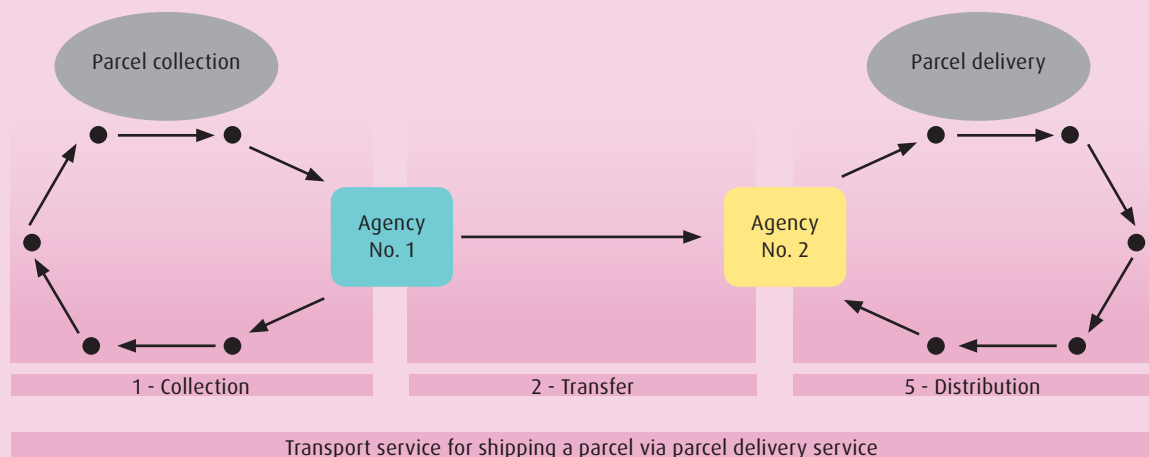 Parcel collection
Parcel delivery
Agency
No. 1
Agency
No. 2
1 - Collection
2 - Transfer
5 - Distribution
Transport service for shipping a parcel via parcel delivery service